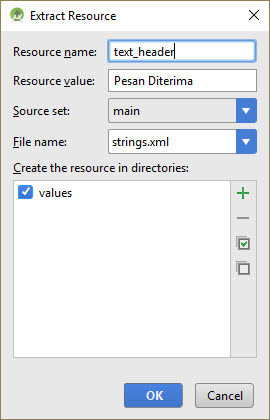 Extract Resource
Resource name: text_header
Resource value: Pesan Diterima
Source set: main
File name: strings.xml
Create the resource in directories:
values
OK Cancel